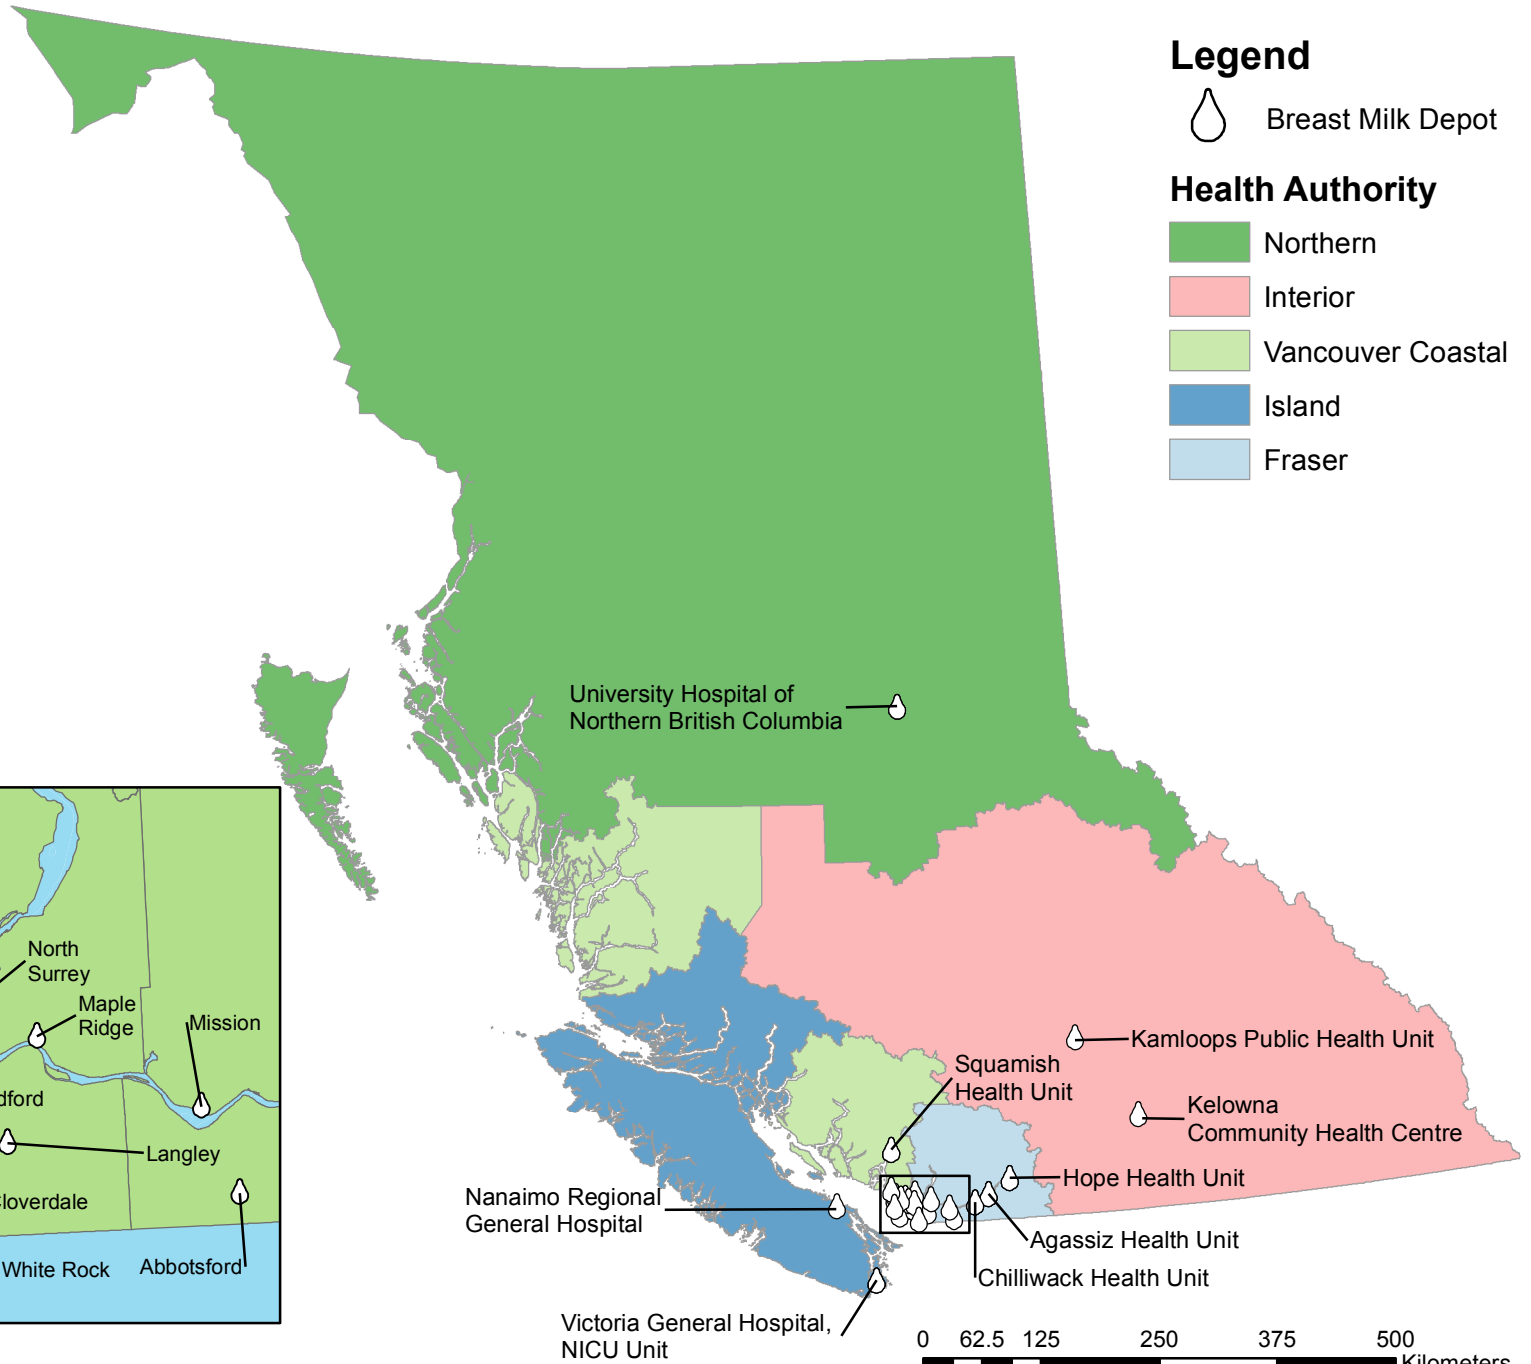 Legend
Breast Milk Depot
Health Authority
Northern
Interior
Vancouver Coastal
Island
Fraser
University Hospital of
Northern British Columbia
North
Surrey
Maple
Ridge
Mission
dford
Langley
Cloverdale
White Rock
Abbotsford
Squamish
Health Unit
Kamloops Public Health Unit
Kelowna
Community Health Centre
Hope Health Unit
Nanaimo Regional
General Hospital
Agassiz Health Unit
Chilliwack Health Unit
Victoria General Hospital,
NICU Unit
0 62.5 125 250 375 500
Kilometers